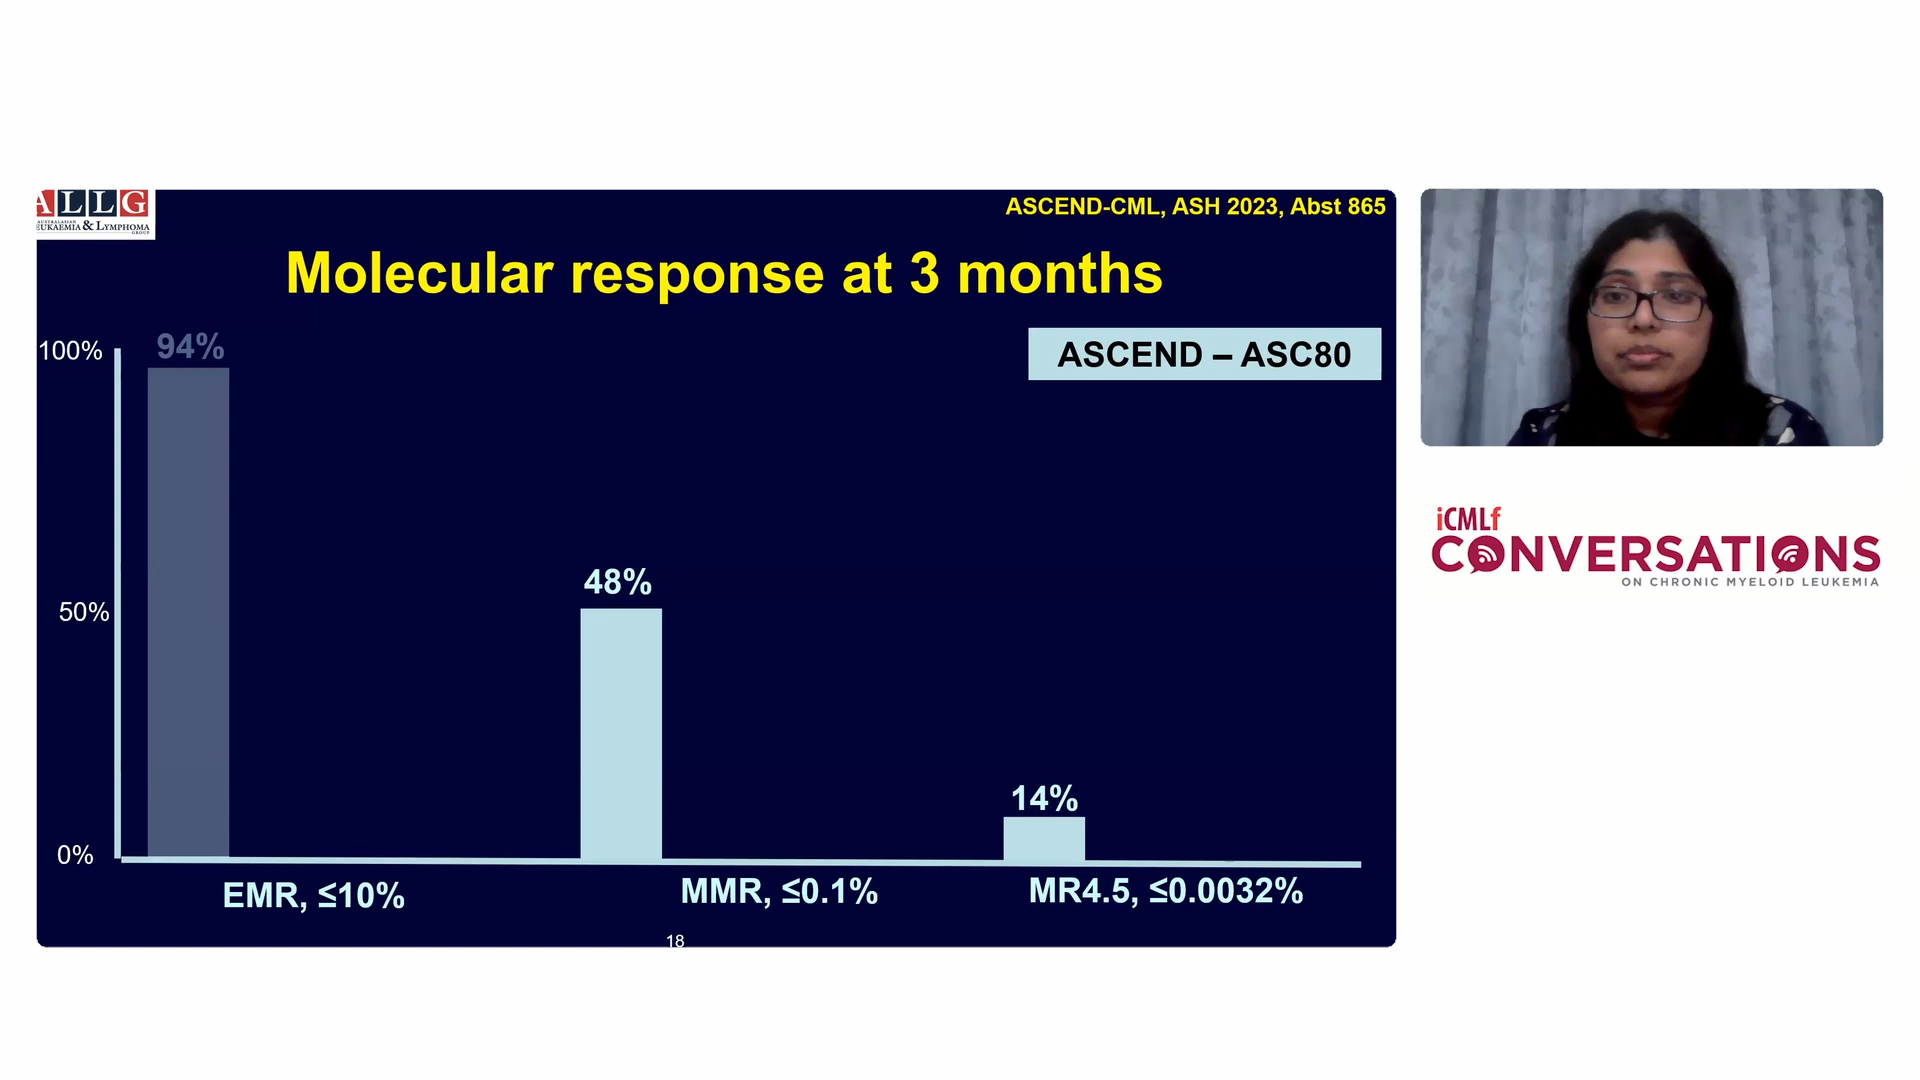 ALLG
AUSTRALASIAN
LEUKAEMIA & LYMPHOMA
GROUP
ASCEND-CML, ASH 2023, Abst 865
Molecular response at 3 months
ASCEND – ASC80
100%
50%
0%
94%
48%
14%
EMR, ≤10%
MMR, ≤0.1%
MR4.5, ≤0.0032%
18
iCMLf
CONVERSATIONS
ON CHRONIC MYELOID LEUKEMIA